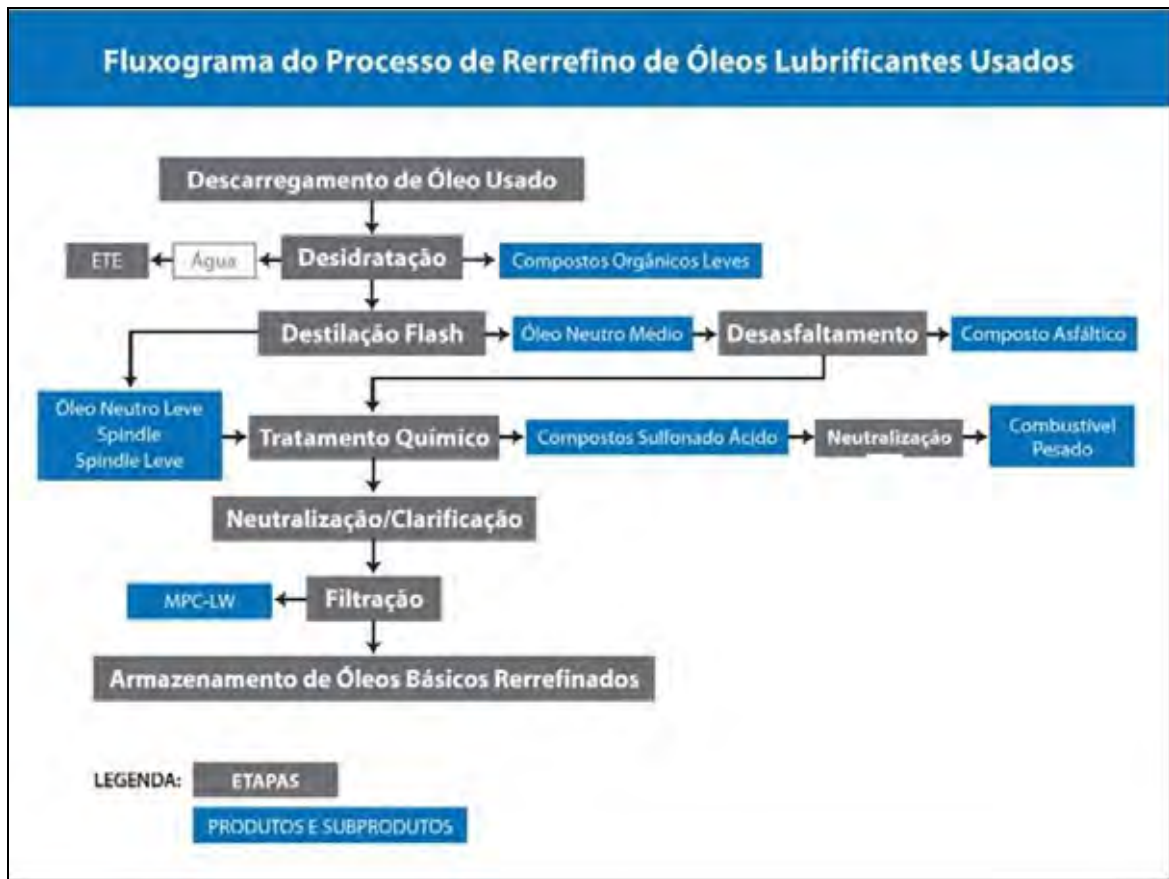 Fluxograma do Processo de Rerrefino de Óleos Lubrificantes Usados
Descarregamento de Óleo Usado
ETE
Água
Desidratação
Compostos Orgânicos Leves
Destilação Flash
Óleo Neutro Médio
Desasfaltamento
Composto Asfáltico
Óleo Neutro Leve
Spindle
Spindle Leve
Tratamento Químico
Compostos Sulfonado Ácido
Neutralização
Combustível
Pesado
Neutralização/Clarificação
MPC-LW
Filtração
Armazenamento de Óleos Básicos Rerrefinados
LEGENDA:
ETAPAS
PRODUTOS E SUBPRODUTOS